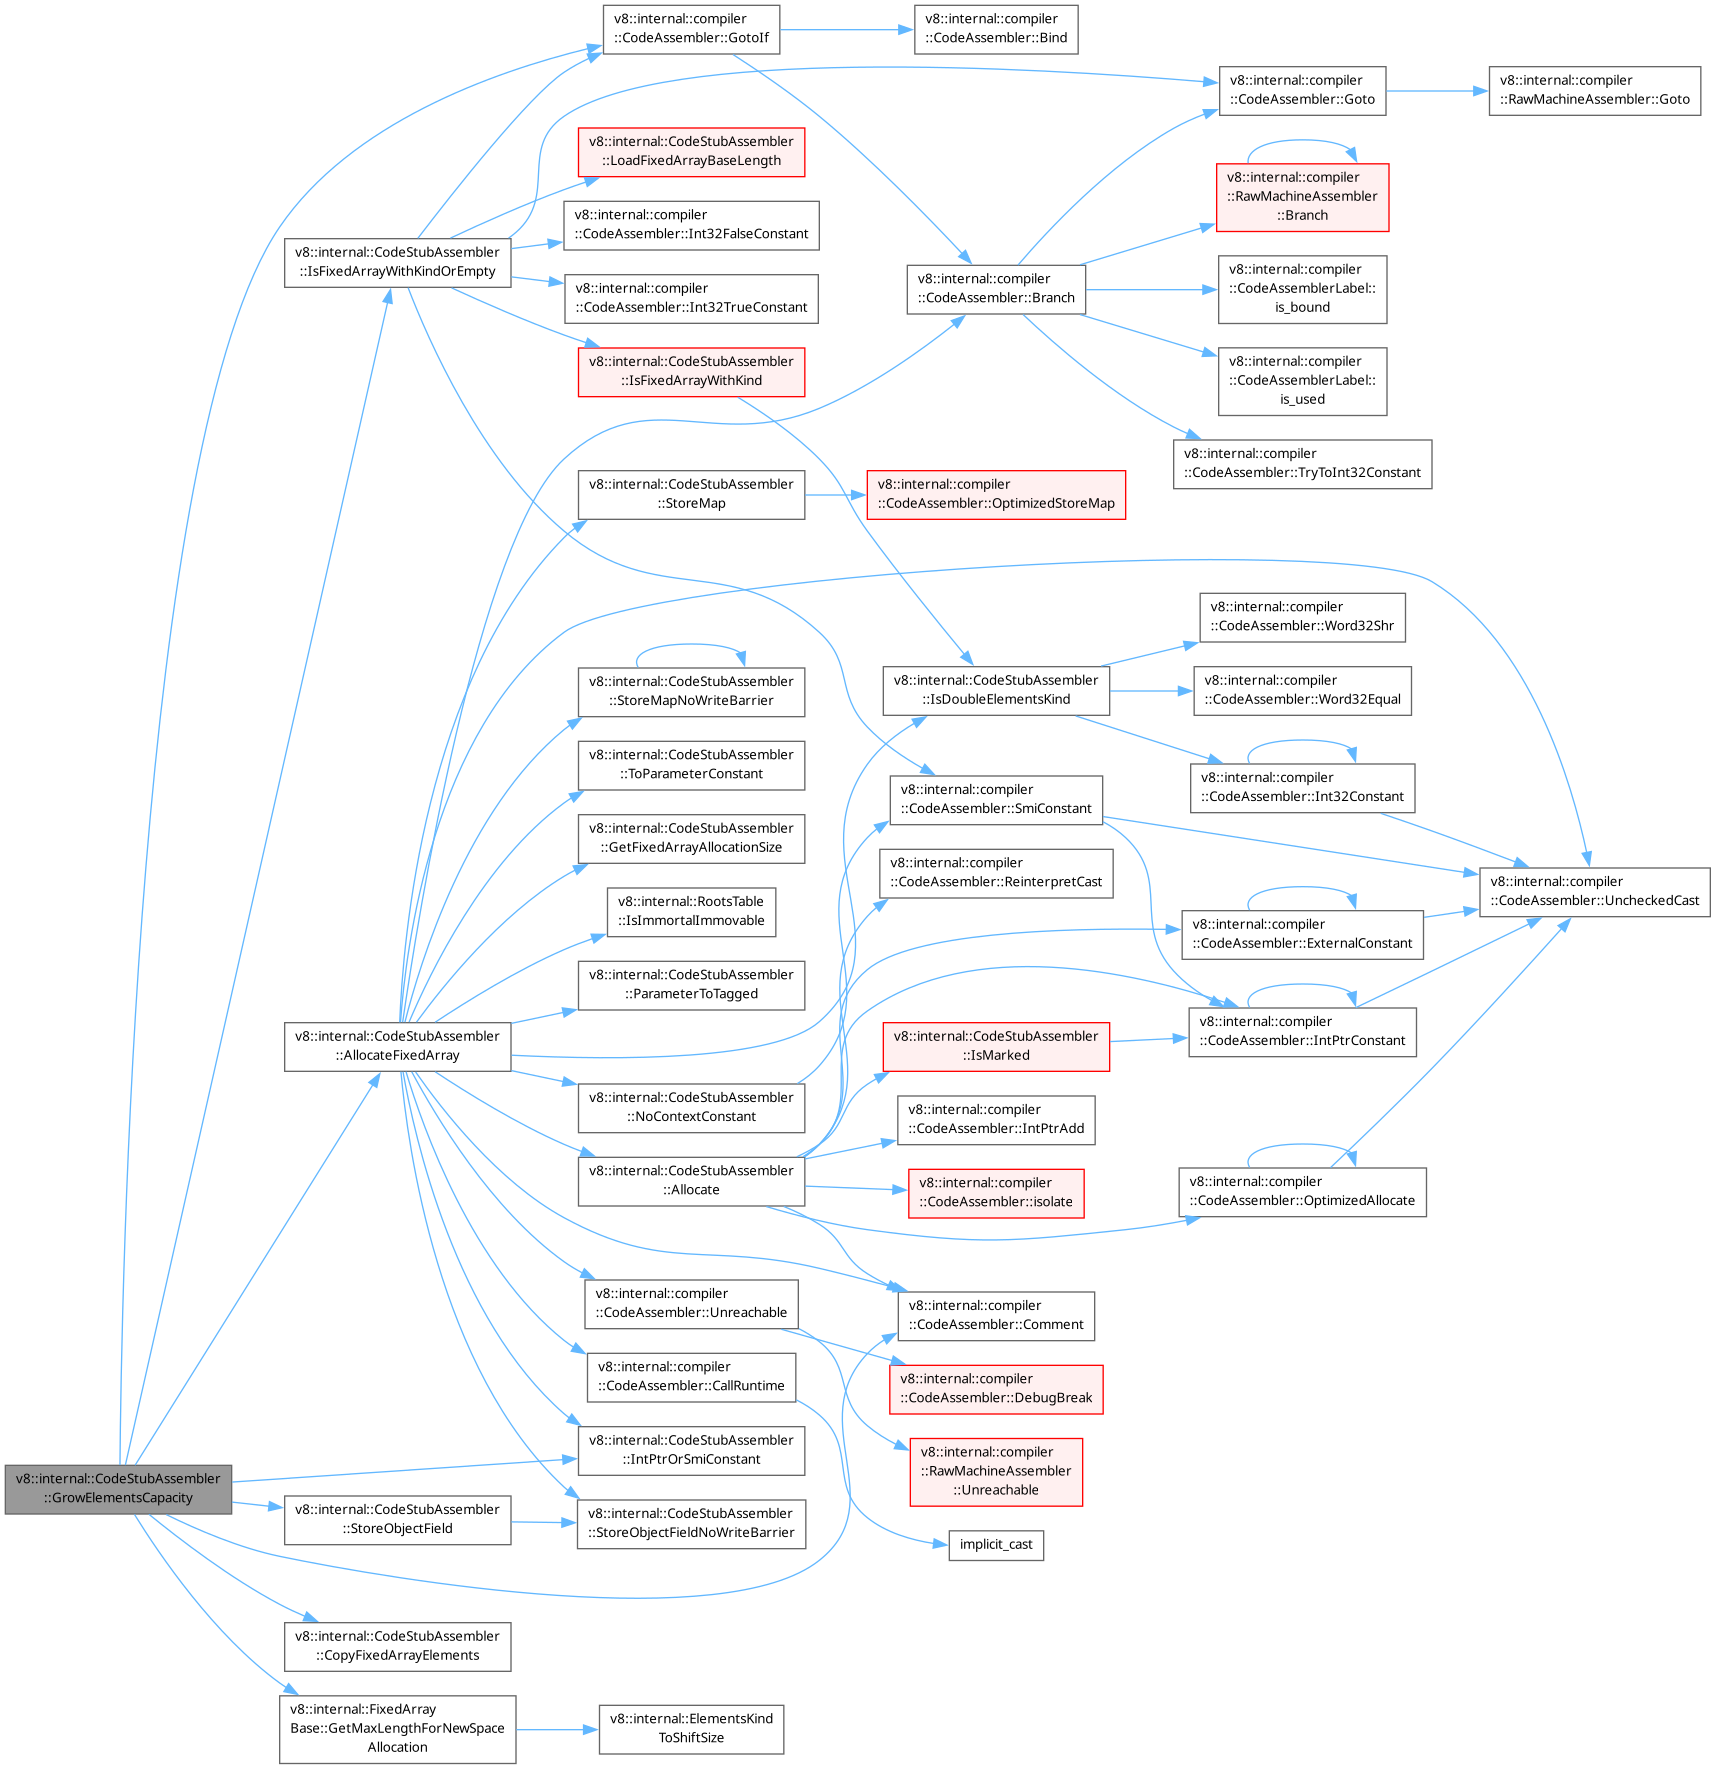 v8::internal::compiler
::CodeAssembler::GotoIf
v8::internal::compiler
::CodeAssembler::Bind
v8::internal::compiler
::CodeAssembler::Goto
v8::internal::compiler
::RawMachineAssembler::Goto
v8::internal::CodeStubAssembler
::LoadFixedArrayBaseLength
v8::internal::compiler
::RawMachineAssembler
::Branch
v8::internal::compiler
::CodeAssembler::Int32FalseConstant
v8::internal::CodeStubAssembler
::IsFixedArrayWithKindOrEmpty
v8::internal::compiler
::CodeAssembler::Int32TrueConstant
v8::internal::compiler
::CodeAssembler::Branch
v8::internal::compiler
::CodeAssemblerLabel::
is_bound
v8::internal::CodeStubAssembler
::IsFixedArrayWithKind
v8::internal::compiler
::CodeAssemblerLabel::
is_used
v8::internal::compiler
::CodeAssembler::TryToInt32Constant
v8::internal::CodeStubAssembler
::StoreMap
v8::internal::compiler
::CodeAssembler::OptimizedStoreMap
v8::internal::compiler
::CodeAssembler::Word32Shr
v8::internal::CodeStubAssembler
::StoreMapNoWriteBarrier
v8::internal::CodeStubAssembler
::IsDoubleElementsKind
v8::internal::compiler
::CodeAssembler::Word32Equal
v8::internal::CodeStubAssembler
::ToParameterConstant
v8::internal::compiler
::CodeAssembler::Int32Constant
v8::internal::compiler
::CodeAssembler::SmiConstant
v8::internal::CodeStubAssembler
::GetFixedArrayAllocationSize
v8::internal::compiler
::CodeAssembler::ReinterpretCast
v8::internal::compiler
::CodeAssembler::UncheckedCast
v8::internal::RootsTable
::IsImmortalImmovable
v8::internal::compiler
::CodeAssembler::ExternalConstant
v8::internal::CodeStubAssembler
::ParameterToTagged
v8::internal::CodeStubAssembler
::AllocateFixedArray
v8::internal::CodeStubAssembler
::IsMarked
v8::internal::compiler
::CodeAssembler::IntPtrConstant
v8::internal::CodeStubAssembler
::NoContextConstant
v8::internal::compiler
::CodeAssembler::IntPtrAdd
v8::internal::CodeStubAssembler
::Allocate
v8::internal::compiler
::CodeAssembler::isolate
v8::internal::compiler
::CodeAssembler::OptimizedAllocate
v8::internal::compiler
::CodeAssembler::Unreachable
v8::internal::compiler
::CodeAssembler::Comment
v8::internal::compiler
::CodeAssembler::CallRuntime
v8::internal::compiler
::CodeAssembler::DebugBreak
v8::internal::CodeStubAssembler
::IntPtrOrSmiConstant
v8::internal::compiler
::RawMachineAssembler
::Unreachable
v8::internal::CodeStubAssembler
::GrowElementsCapacity
v8::internal::CodeStubAssembler
::StoreObjectField
v8::internal::CodeStubAssembler
::StoreObjectFieldNoWriteBarrier
implicit_cast
v8::internal::CodeStubAssembler
::CopyFixedArrayElements
v8::internal::FixedArray
Base::GetMaxLengthForNewSpace
Allocation
v8::internal::ElementsKind
ToShiftSize